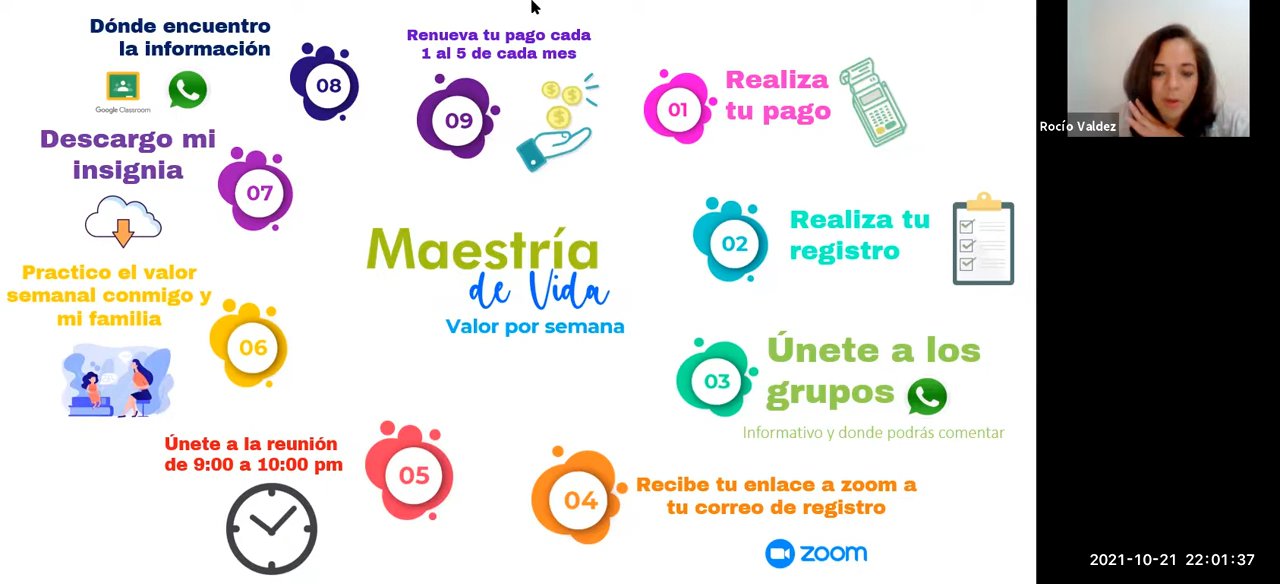 Dónde encuentro
la información
Google Classroom
08
Renueva tu pago cada
1 al 5 de cada mes
09
01
Realiza
tu pago
Rocío Valdez
Descargo mi
insignia
07
02
Realiza tu
registro
Maestría
de Vida
Valor por semana
Practico el valor
semanal conmigo y
mi familia
06
03
Únete a los
grupos
Informativo y donde podrás comentar
Únete a la reunión
de 9:00 a 10:00 pm
05
04
Recibe tu enlace a zoom a
tu correo de registro
zoom
2021-10-21 22:01:37